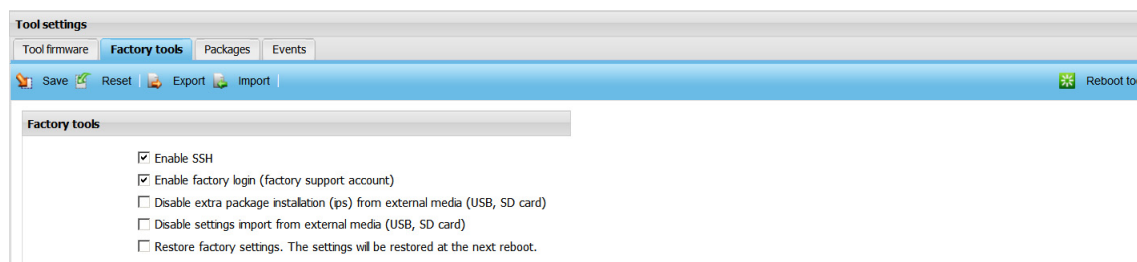 Tool settings
Tool firmware Factory tools Packages Events
Save Reset Export Import Reboot to
Factory tools
Enable SSH
Enable factory login (factory support account)
Disable extra package installation (ips) from external media (USB, SD card)
Disable settings import from external media (USB, SD card)
Restore factory settings. The settings will be restored at the next reboot.